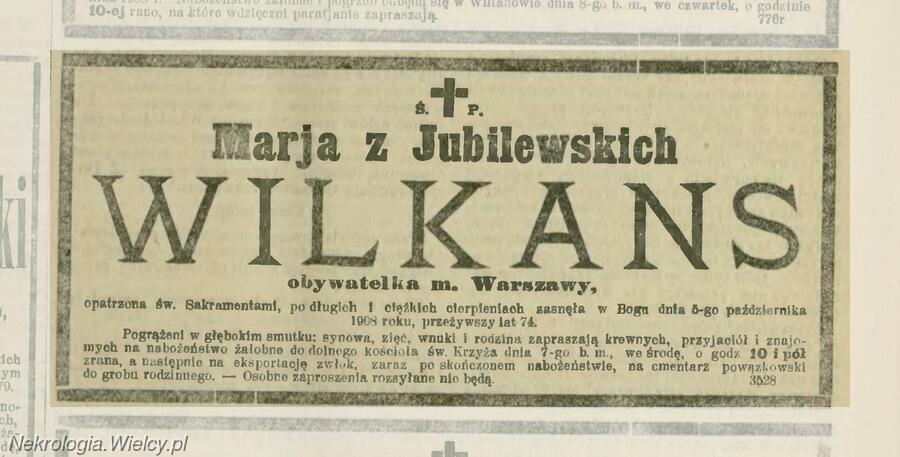 10-ej rano, na które wdzięczni parafjanie zapraszają.
776r
Ś. P.
Marja z Jubilewskich
WILKANS
obywatelka m. Warszawy,
opatrzona św. Sakramentami, po długich i ciężkich cierpieniach zasnęła w Bogu dnia 5-go października
1908 roku, przeżywszy lat 74.
Pogrążeni w głębokim smutku: synowa, zięć, wnuki i rodzina zapraszają krewnych, przyjaciół i znajo-
mych na nabożeństwo żałobne do dolnego kościoła św. Krzyża dnia 7-go b. m., we środę, o godz. 10 i pół
zrana, a następnie na eksportację zwłok, zaraz po skończonem nabożeństwie, na cmentarz powązkowski
do grobu rodzinnego. — Osobne zaproszenia rozsyłane nie będą.
3528
Nekrologia.Wielcy.pl